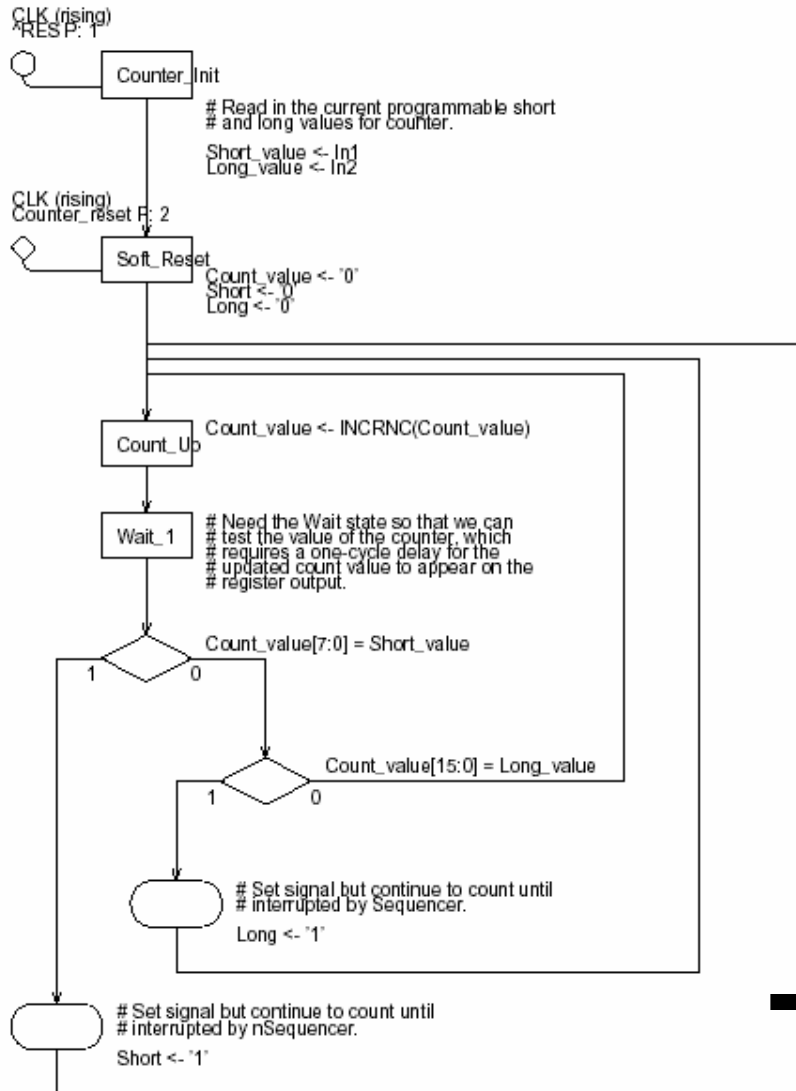 CLK (rising)
^RES P: 1
Counter_Init
# Read in the current programmable short
# and long values for counter.
Short_value <- In1
Long_value <- In2
CLK (rising)
Counter_reset P: 2
Soft_Reset
Count_value <- '0'
Short <- '0'
Long <- '0'
Count_Up
Count_value <- INCRNC(Count_value)
Wait_1
# Need the Wait state so that we can
# test the value of the counter, which
# requires a one-cycle delay for the
# updated count value to appear on the
# register output.
Count_value[7:0] = Short_value
1
0
Count_value[15:0] = Long_value
1
0
# Set signal but continue to count until
# interrupted by Sequencer.
Long <- '1'
# Set signal but continue to count until
# interrupted by nSequencer.
Short <- '1'